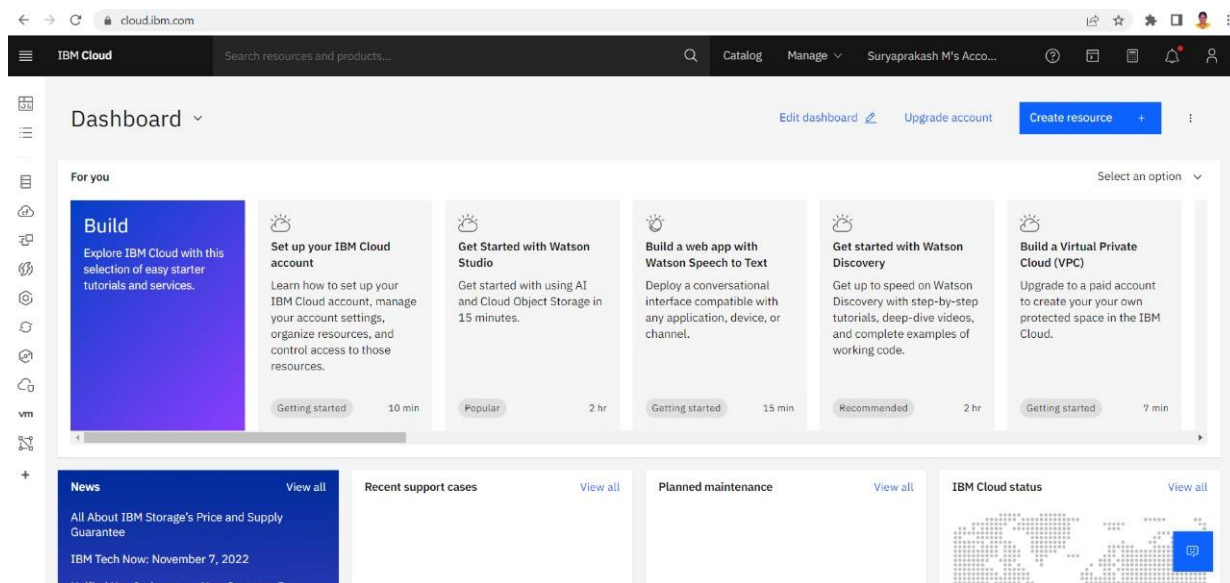 cloud.ibm.com
IBM Cloud
Search resources and products...
Catalog
Manage
Suryaprakash M's Acco...
Dashboard
Edit dashboard
Upgrade account
Create resource +
For you
Select an option
Build
Explore IBM Cloud with this
selection of easy starter
tutorials and services.
Set up your IBM Cloud
account
Learn how to set up your
IBM Cloud account, manage
your account settings,
organize resources, and
control access to those
resources.
Getting started
10 min
Get Started with Watson
Studio
Get started with using AI
and Cloud Object Storage in
15 minutes.
Popular
2 hr
Build a web app with
Watson Speech to Text
Deploy a conversational
interface compatible with
any application, device, or
channel.
Getting started
15 min
Get started with Watson
Discovery
Get up to speed on Watson
Discovery with step-by-step
tutorials, deep-dive videos,
and complete examples of
working code.
Recommended
2 hr
Build a Virtual Private
Cloud (VPC)
Upgrade to a paid account
to create your your own
protected space in the IBM
Cloud.
Getting started
7 min
vm
News
View all
All About IBM Storage's Price and Supply
Guarantee
IBM Tech Now: November 7, 2022
Recent support cases
View all
Planned maintenance
View all
IBM Cloud status
View all